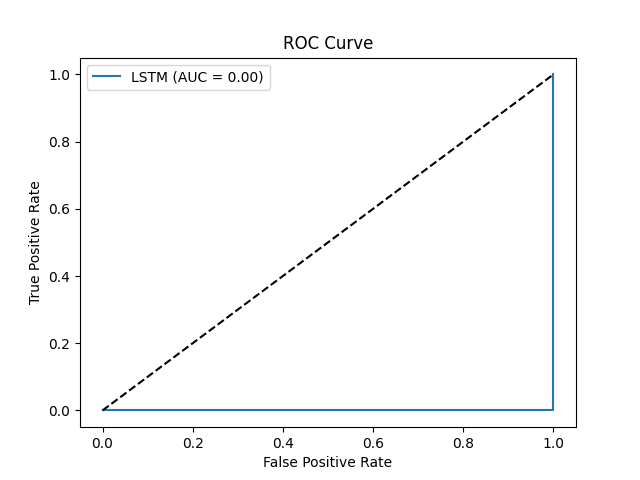 ROC Curve
LSTM (AUC = 0.00)
1.0
0.8
0.6
0.4
0.2
0.0
True Positive Rate
0.0 0.2 0.4 0.6 0.8 1.0
False Positive Rate